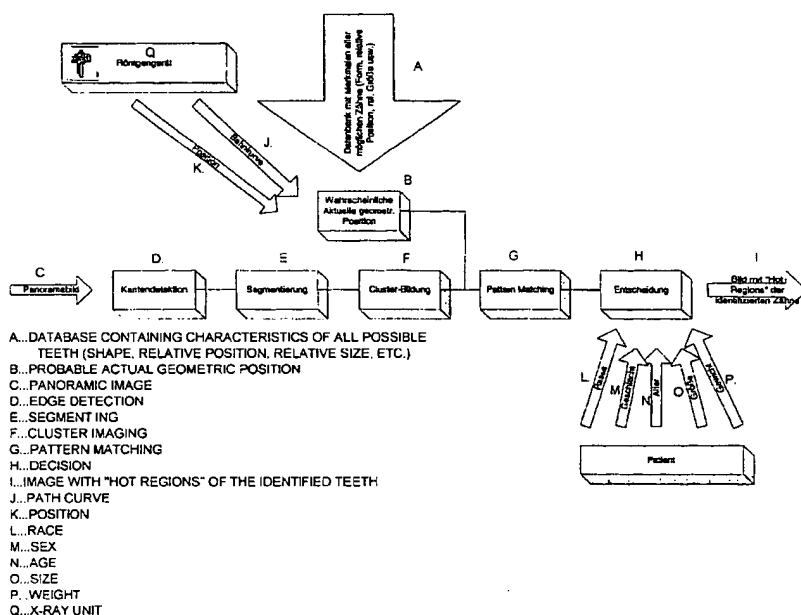 Q
Röntgengerät
Datenbank mit Merkmalen aller
möglichen Zähne (Form, relative
Position, rel. Größe usw.)
A
J.
Bahnkurve
K.
Position
B
Wahrscheinliche
Aktuelle geometr.
Position
C
Panoramabild
D.
Kantendetektion
E
Segmentierung
F
Cluster-Bildung
G
Pattern Matching
H
Entscheidung
I
Bild mit "Hot
Regions" der
identifizierten Zähne
L.
Rasse
M.
Geschlecht
N.
Alter
O
Größe
P.
Gewicht
Patient
A...DATABASE CONTAINING CHARACTERISTICS OF ALL POSSIBLE
TEETH (SHAPE, RELATIVE POSITION, RELATIVE SIZE, ETC.)
B...PROBABLE ACTUAL GEOMETRIC POSITION
C...PANORAMIC IMAGE
D...EDGE DETECTION
E...SEGMENT ING
F...CLUSTER IMAGING
G...PATTERN MATCHING
H...DECISION
I...IMAGE WITH "HOT REGIONS" OF THE IDENTIFIED TEETH
J...PATH CURVE
K...POSITION
L...RACE
M...SEX
N...AGE
O...SIZE
P...WEIGHT
Q...X-RAY UNIT